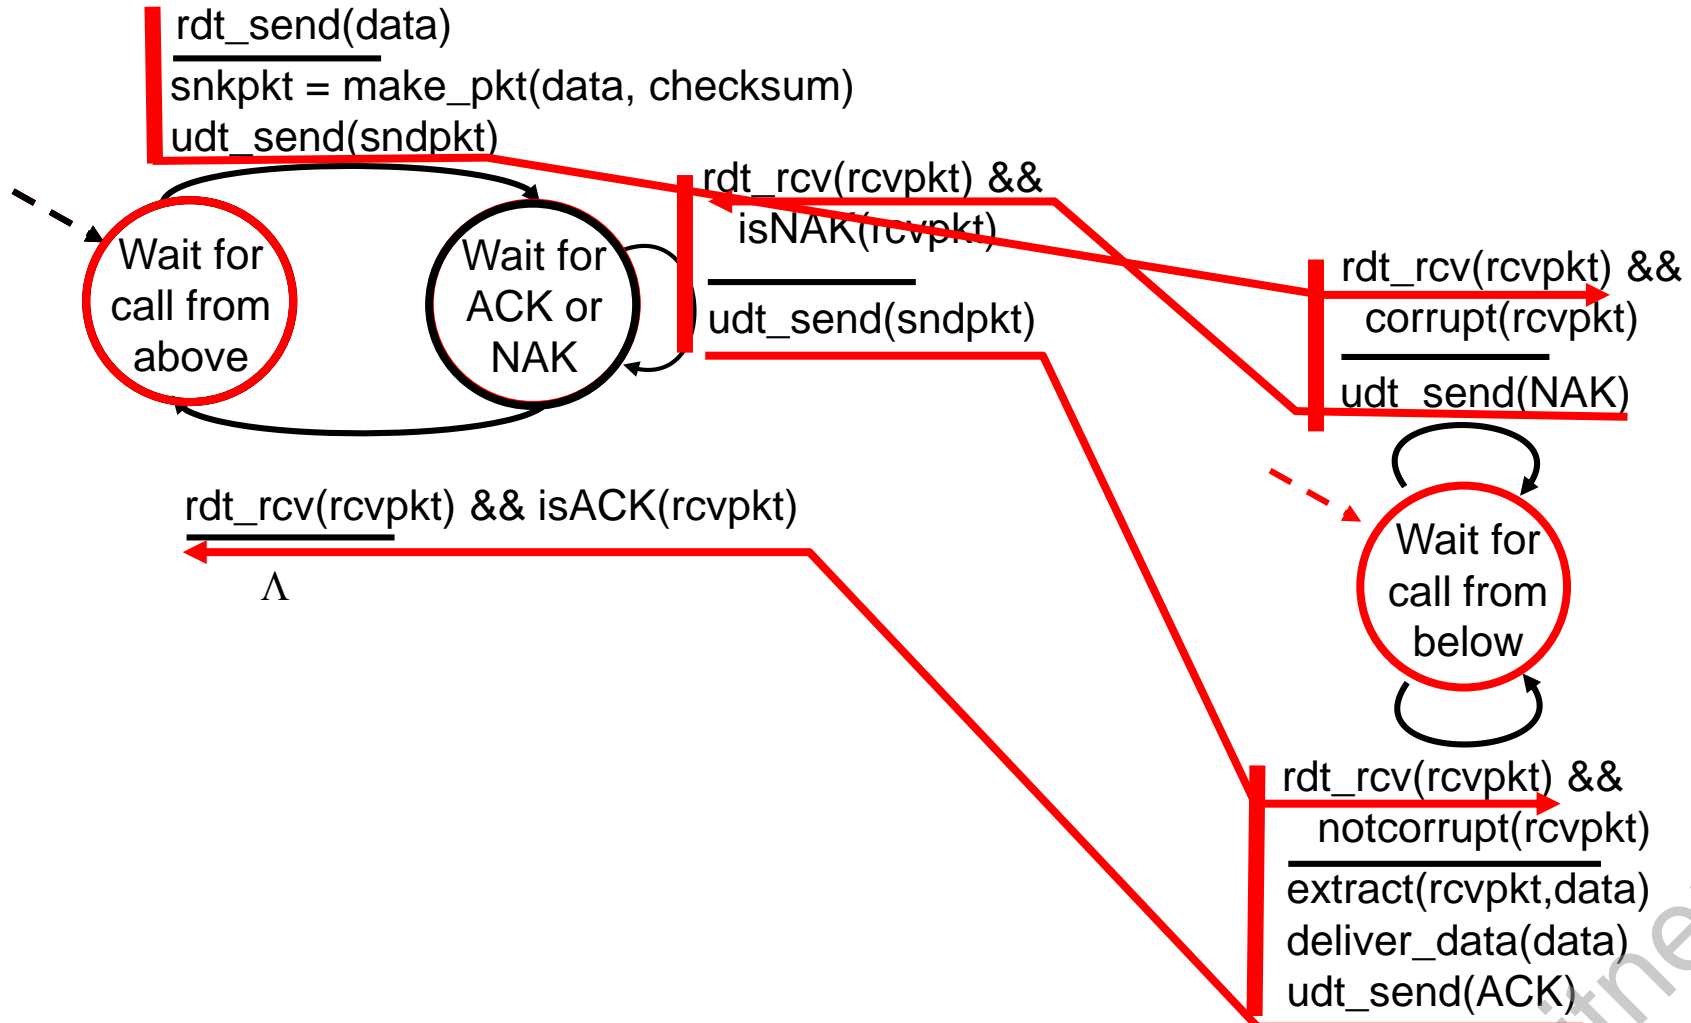 rdt_send(data)
snkpkt = make_pkt(data, checksum)
udt_send(sndpkt)
rdt_rcv(rcvpkt) &&
isNAK(rcvpkt)
udt_send(sndpkt)
Wait for
call from
above
Wait for
ACK or
NAK
rdt_rcv(rcvpkt) && isACK(rcvpkt)
Λ
rdt_rcv(rcvpkt) &&
corrupt(rcvpkt)
udt_send(NAK)
Wait for
call from
below
rdt_rcv(rcvpkt) &&
notcorrupt(rcvpkt)
extract(rcvpkt,data)
deliver_data(data)
udt_send(ACK)